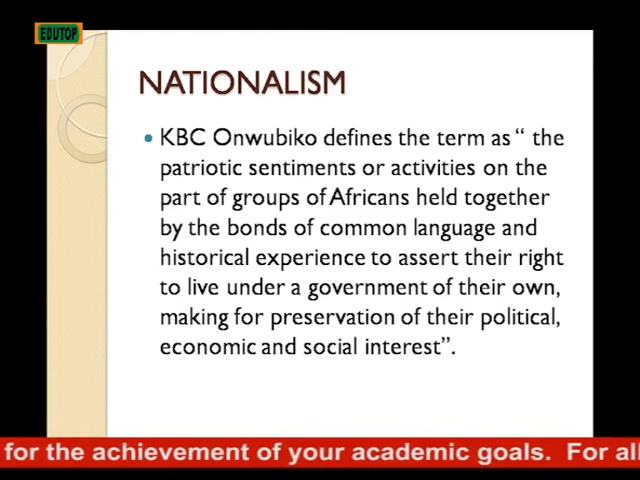 EDUTOP
NATIONALISM
• KBC Onwubiko defines the term as “ the
patriotic sentiments or activities on the
part of groups of Africans held together
by the bonds of common language and
historical experience to assert their right
to live under a government of their own,
making for preservation of their political,
economic and social interest”.
for the achievement of your academic goals.  For all